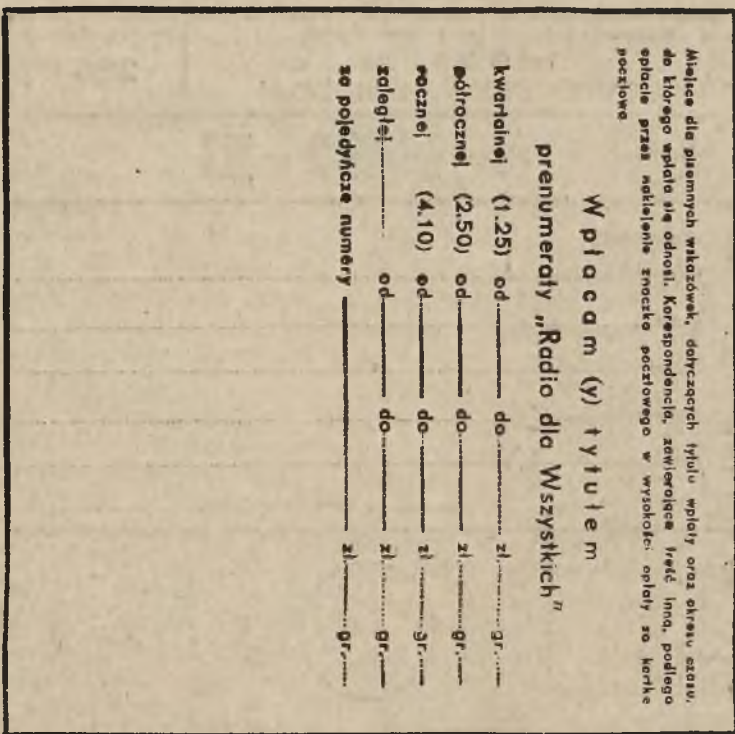 Miejsce dla pisemnych wskazówek, dotyczących tytułu wpłaty oraz okresu czasu,
do którego wpłata się odnosi. Korespondencja, zawierająca treść inną, podlega
opłacie przez naklejenie znaczka pocztowego w wysokości opłaty za kartkę
pocztową
Wpłacam (y) tytułem
prenumeraty „Radio dla Wszystkich”
kwartalnej (1.25) od........ do........ zł........ gr.....
półrocznej (2.50) od........ do........ zł........ gr.....
rocznej (4.10) od........ do........ zł........ gr.....
zaległej........ od........ do........ zł........ gr.....
za pojedyńcze numery ........ zł........ gr.....